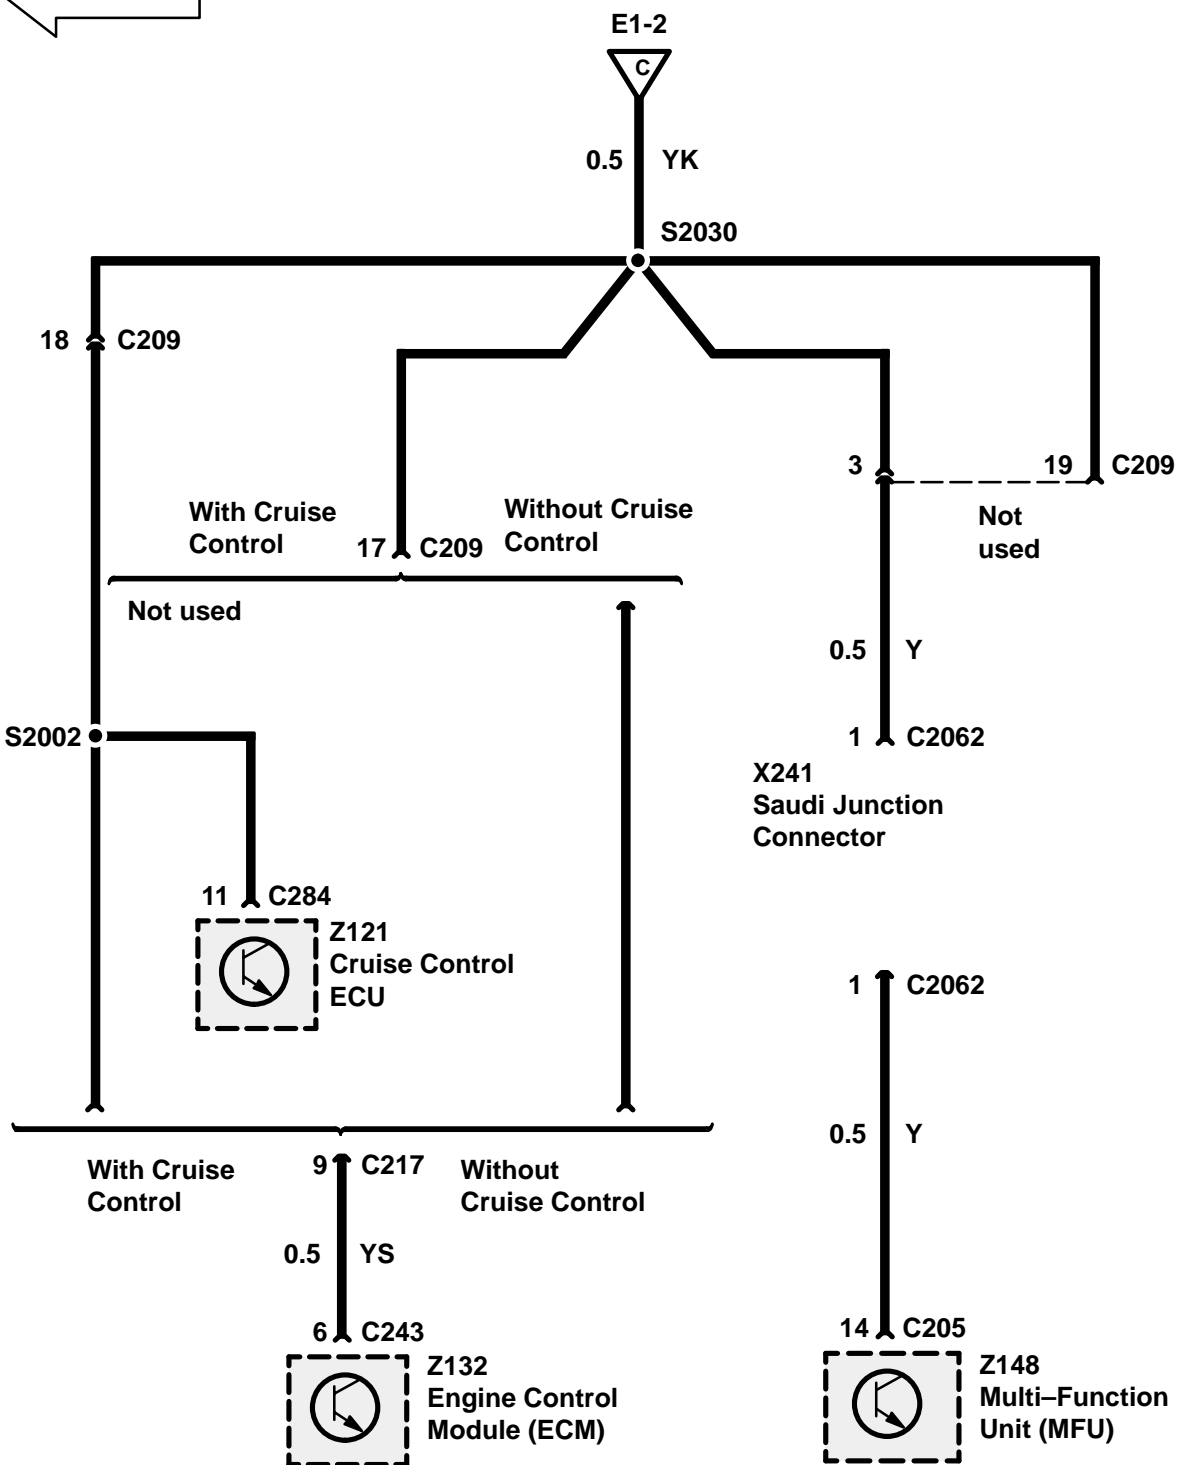 E1-2
C
0.5 YK
S2030
18 C209
3 19 C209
With Cruise
Control
17 C209
Without Cruise
Control
Not
used
Not used
0.5 Y
S2002
1 C2062
X241
Saudi Junction
Connector
11 C284
Z121
Cruise Control
ECU
1 C2062
0.5 Y
With Cruise
Control
9 C217
Without
Cruise Control
0.5 YS
6 C243
14 C205
Z132
Engine Control
Module (ECM)
Z148
Multi–Function
Unit (MFU)